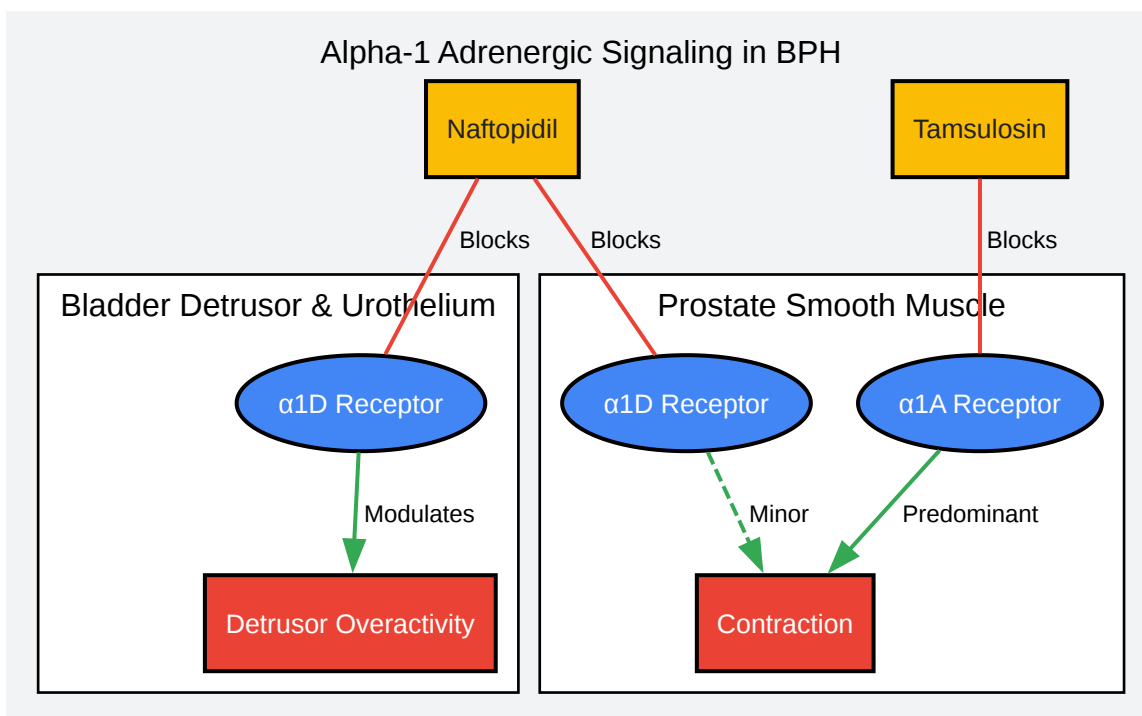 Alpha-1 Adrenergic Signaling in BPH
Naftopidil
Tamsulosin
Blocks
Blocks
Blocks
Bladder Detrusor & Urothelium
Prostate Smooth Muscle
α1D Receptor
α1D Receptor
α1A Receptor
Modulates
Minor
Predominant
Detrusor Overactivity
Contraction